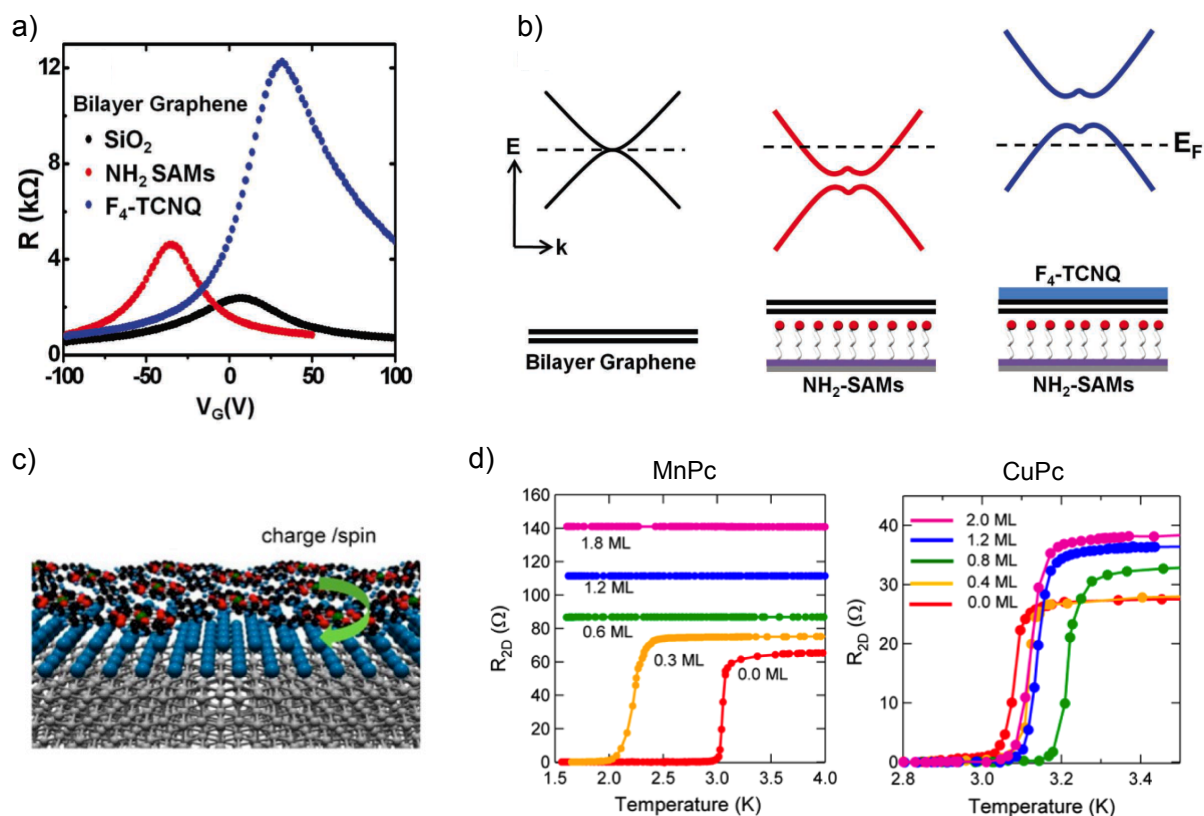 a)
12
8
4
0
R (kΩ)
Bilayer Graphene
SiO₂
NH₂ SAMs
F₄-TCNQ
-100
-50
0
50
100
V_G(V)
b)
E
k
E_F
Bilayer Graphene
NH₂-SAMs
F₄-TCNQ
NH₂-SAMs
c)
charge /spin
d)
MnPc
160
140
120
100
80
60
40
20
0
R₂D (Ω)
1.8 ML
1.2 ML
0.6 ML
0.3 ML
0.0 ML
1.5
2.0
2.5
3.0
3.5
4.0
Temperature (K)
CuPc
40
30
20
10
0
R₂D (Ω)
2.0 ML
1.2 ML
0.8 ML
0.4 ML
0.0 ML
2.8
3.0
3.2
3.4
Temperature (K)